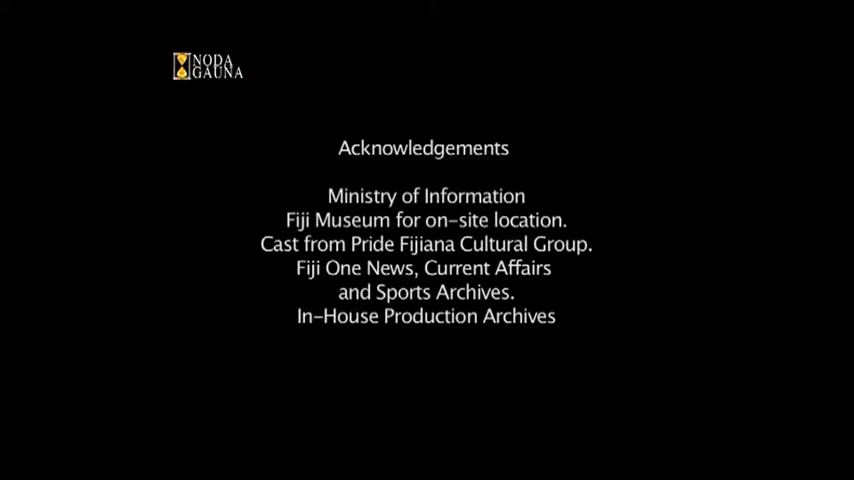 NODA
GAUNA
Acknowledgements
Ministry of Information
Fiji Museum for on-site location.
Cast from Pride Fijiana Cultural Group.
Fiji One News, Current Affairs
and Sports Archives.
In-House Production Archives